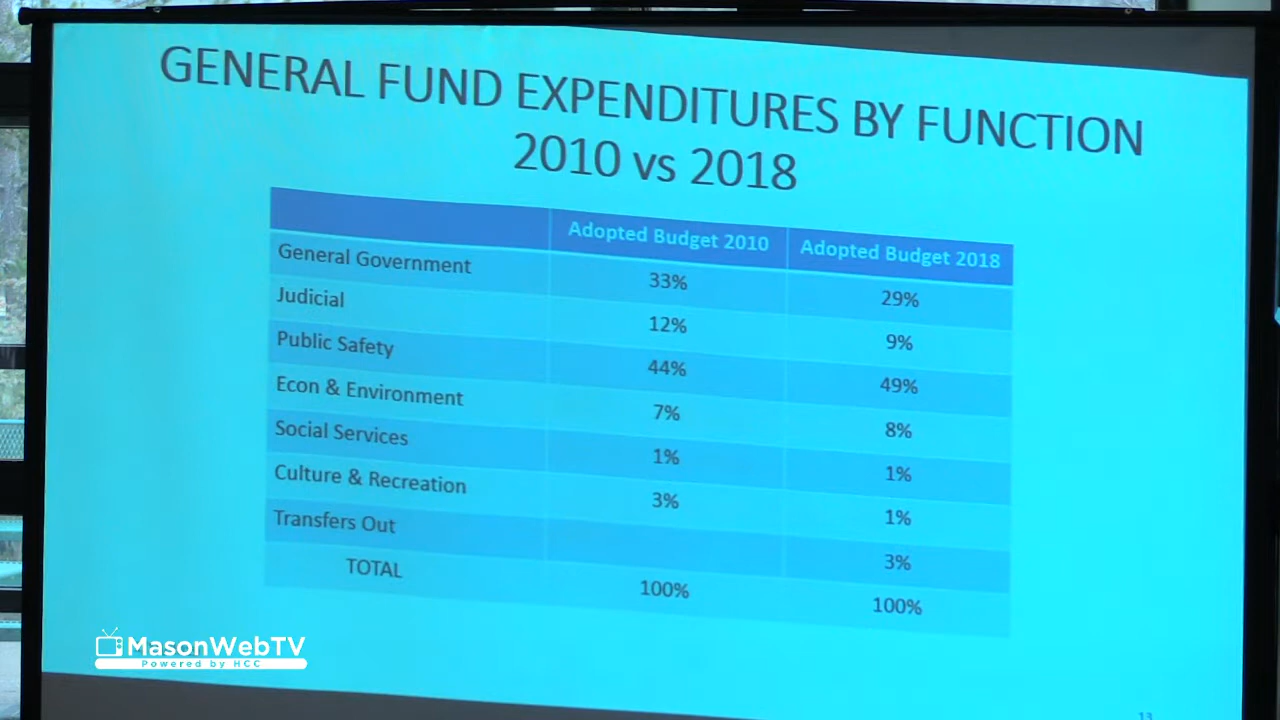 GENERAL FUND EXPENDITURES BY FUNCTION
2010 vs 2018
Adopted Budget 2010 Adopted Budget 2018
General Government 33% 29%
Judicial 12% 9%
Public Safety 44% 49%
Econ & Environment 7% 8%
Social Services 1% 1%
Culture & Recreation 3% 1%
Transfers Out 3%
TOTAL 100% 100%
MasonWebTV
Powered by HCC
13